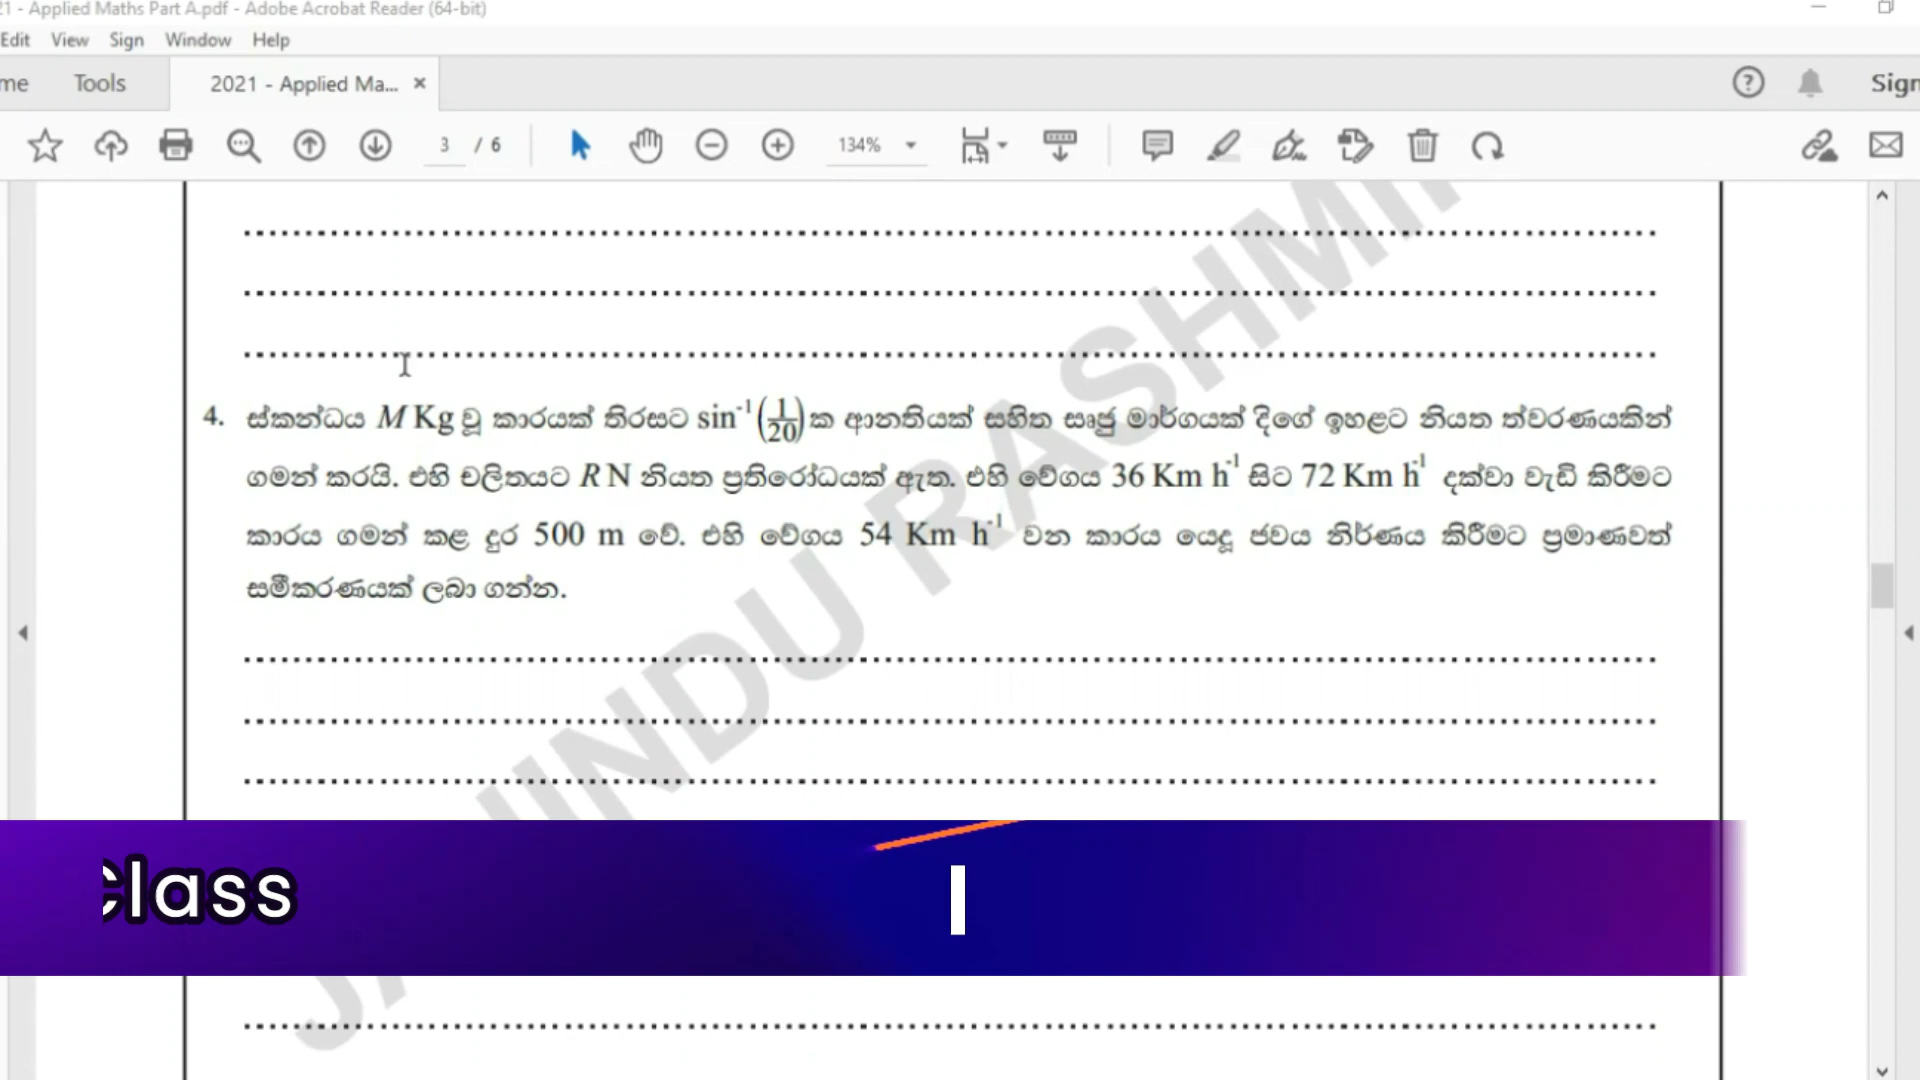 21 - Applied Maths Part A.pdf - Adobe Acrobat Reader (64-bit)
Edit View Sign Window Help
me Tools 2021 - Applied Ma... × Sign
3 / 6 134%
4. ස්කන්ධය M Kg වූ කාරයක් තිරසට sin⁻¹(1/20)ක ආනතියක් සහිත සෘජු මාර්ගයක් දිගේ ඉහළට නියත ත්වරණයකින්
ගමන් කරයි. එහි චලිතයට R N නියත ප්‍රතිරෝධයක් ඇත. එහි වේගය 36 Km h⁻¹ සිට 72 Km h⁻¹ දක්වා වැඩි කිරීමට
කාරය ගමන් කළ දුර 500 m වේ. එහි වේගය 54 Km h⁻¹ වන කාරය යෙදූ ජවය නිර්ණය කිරීමට ප්‍රමාණවත්
සමීකරණයක් ලබා ගන්න.
Class
I